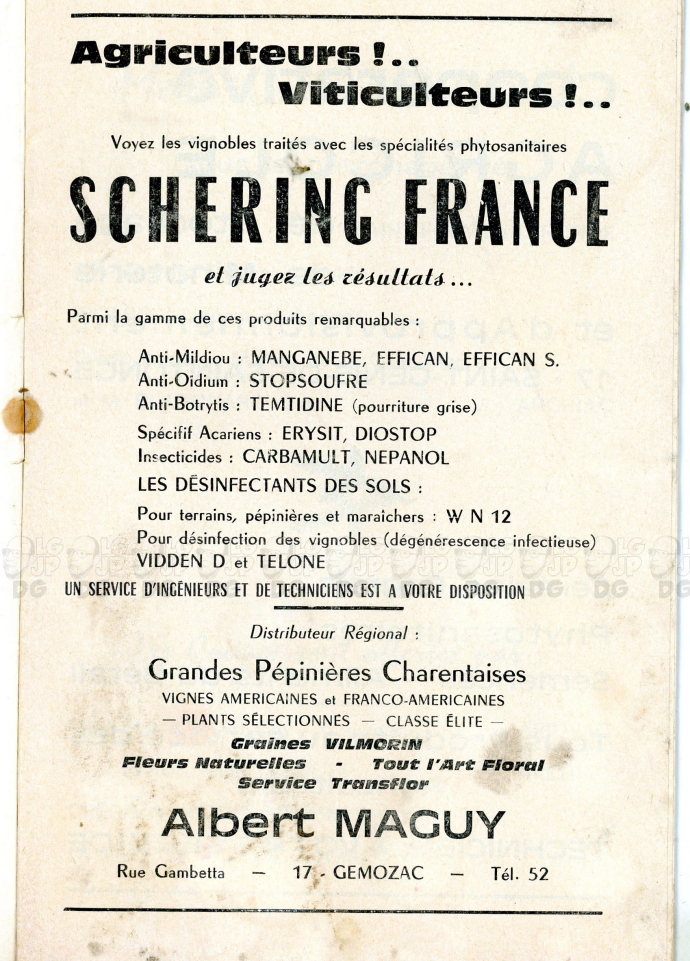 Agriculteurs !..
Viticulteurs !..
Voyez les vignobles traités avec les spécialités phytosanitaires
SCHERING FRANCE
et jugez les résultats...
Parmi la gamme de ces produits remarquables :
Anti-Mildiou : MANGANEBE, EFFICAN, EFFICAN S.
Anti-Oïdium : STOPSOUFRE
Anti-Botrytis : TEMTIDINE (pourriture grise)
Spécifif Acariens : ERYSIT, DIOSTOP
Insecticides : CARBAMULT, NEPANOL
LES DÉSINFECTANTS DES SOLS :
Pour terrains, pépinières et maraîchers : W N 12
Pour désinfection des vignobles (dégénérescence infectieuse)
VIDDEN D et TELONE
UN SERVICE D'INGÉNIEURS ET DE TECHNICIENS EST A VOTRE DISPOSITION
Distributeur Régional :
Grandes Pépinières Charentaises
VIGNES AMERICAINES et FRANCO-AMERICAINES
— PLANTS SÉLECTIONNÉS — CLASSE ÉLITE —
Graines VILMORIN
Fleurs Naturelles - Tout l'Art Floral
Service Transflor
Albert MAGUY
Rue Gambetta — 17 - GEMOZAC — Tél. 52